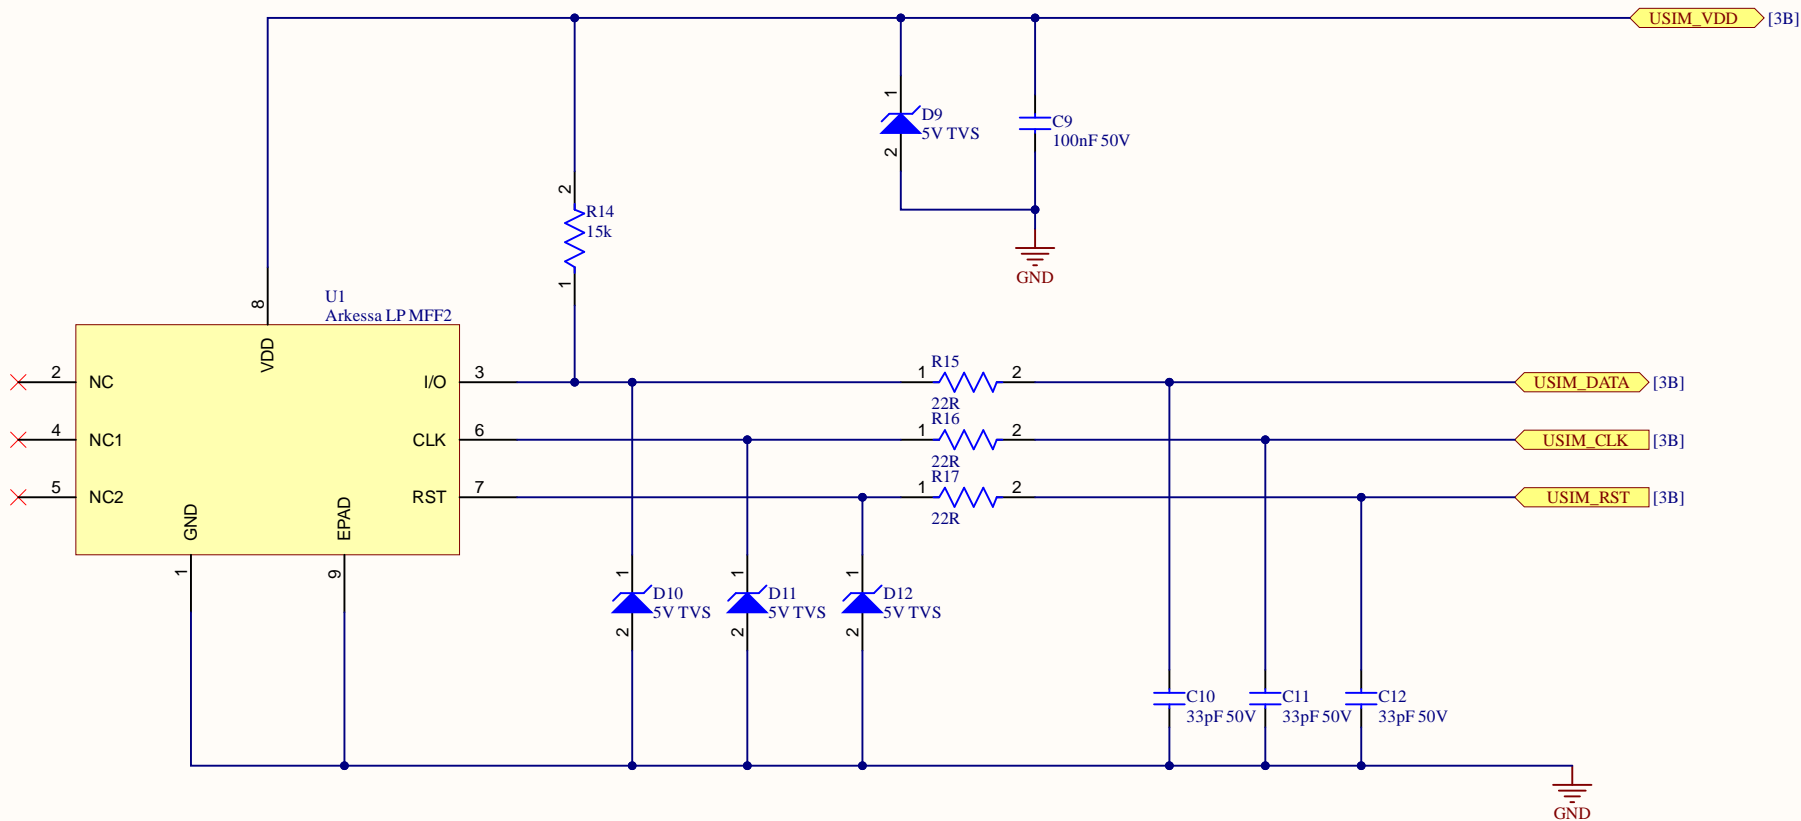 USIM_VDD [3B]
1
D9
5V TVS
2
C9
100nF 50V
GND
2
R14
15k
1
U1
Arkessa LP MFF2
8
VDD
2 NC
I/O 3
4 NC1
CLK 6
5 NC2
RST 7
GND
EPAD
1
9
R15
1 2
22R
USIM_DATA [3B]
R16
1 2
22R
USIM_CLK [3B]
R17
1 2
22R
USIM_RST [3B]
1
D10
5V TVS
2
1
D11
5V TVS
2
1
D12
5V TVS
2
C10
33pF 50V
C11
33pF 50V
C12
33pF 50V
GND